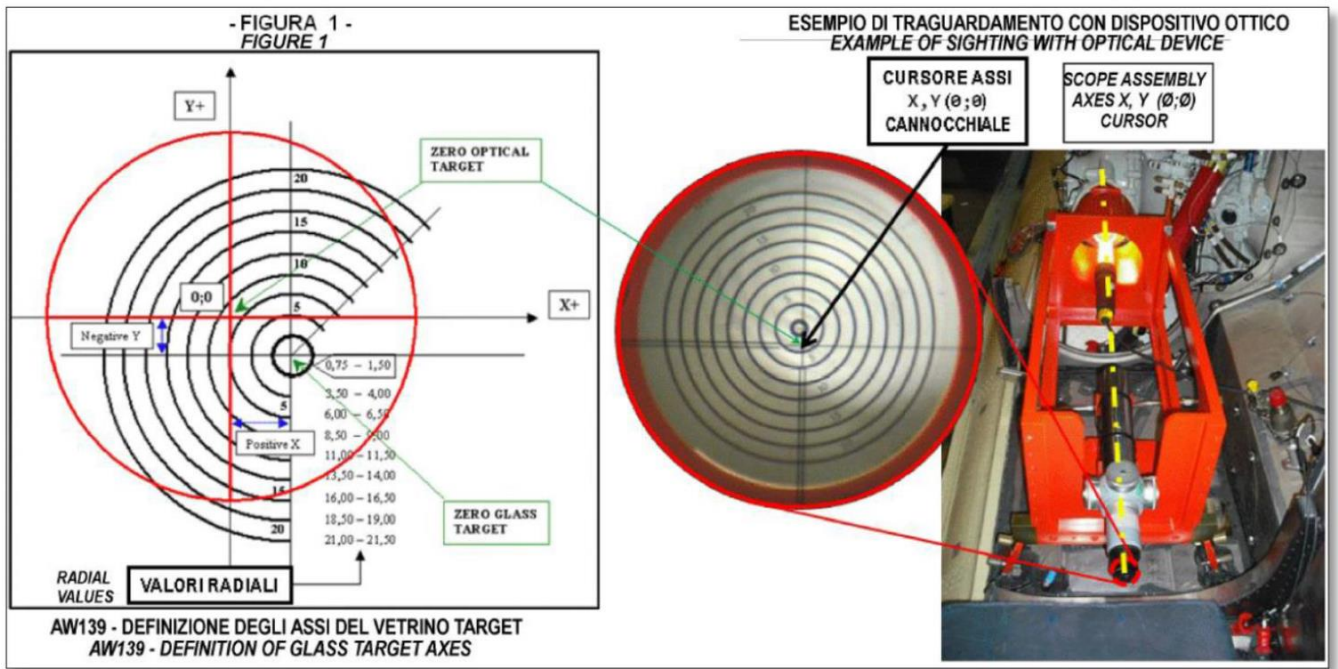 - FIGURA 1 -
FIGURE 1
Y+
X+
0;0
ZERO OPTICAL
TARGET
20
15
10
5
Negative Y
0,75 – 1,50
3,50 – 4,00
6,00 – 6,50
8,50 – 9,00
11,00 – 11,50
13,50 – 14,00
16,00 – 16,50
18,50 – 19,00
21,00 – 21,50
5
Positive X
15
20
ZERO GLASS
TARGET
RADIAL
VALUES
VALORI RADIALI
AW139 - DEFINIZIONE DEGLI ASSI DEL VETRINO TARGET
AW139 - DEFINITION OF GLASS TARGET AXES
ESEMPIO DI TRAGUARDAMENTO CON DISPOSITIVO OTTICO
EXAMPLE OF SIGHTING WITH OPTICAL DEVICE
CURSORE ASSI
X, Y (0;0)
CANNOCCHIALE
SCOPE ASSEMBLY
AXES X, Y (Ø;Ø)
CURSOR